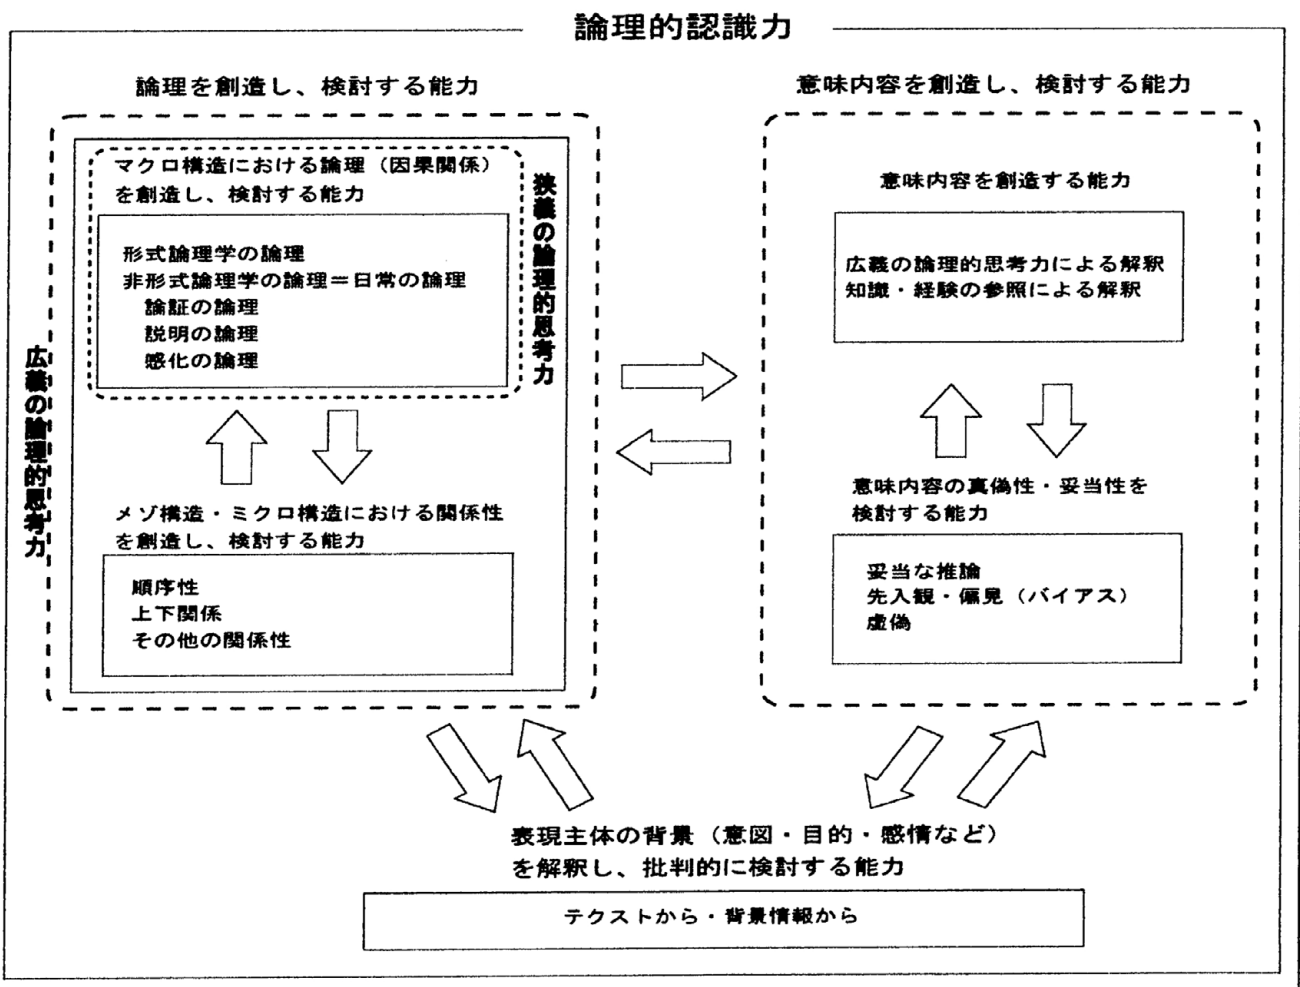 論理的認識力
論理を創造し、検討する能力
マクロ構造における論理（因果関係）
を創造し、検討する能力
形式論理学の論理
非形式論理学の論理＝日常の論理
論証の論理
説明の論理
感化の論理
狭義の論理的思考力
広義の論理的思考力
メゾ構造・ミクロ構造における関係性
を創造し、検討する能力
順序性
上下関係
その他の関係性
意味内容を創造し、検討する能力
意味内容を創造する能力
広義の論理的思考力による解釈
知識・経験の参照による解釈
意味内容の真偽性・妥当性を
検討する能力
妥当な推論
先入観・偏見（バイアス）
虚偽
表現主体の背景（意図・目的・感情など）
を解釈し、批判的に検討する能力
テクストから・背景情報から